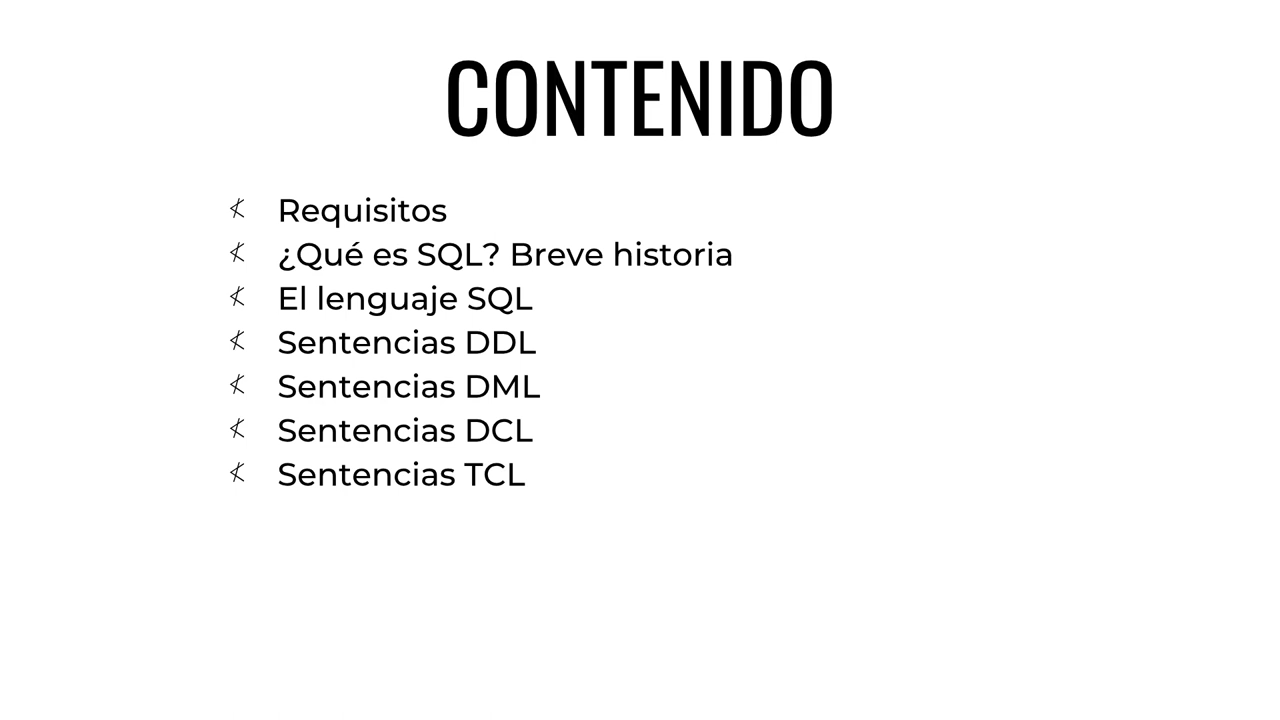 CONTENIDO
Requisitos
¿Qué es SQL? Breve historia
El lenguaje SQL
Sentencias DDL
Sentencias DML
Sentencias DCL
Sentencias TCL